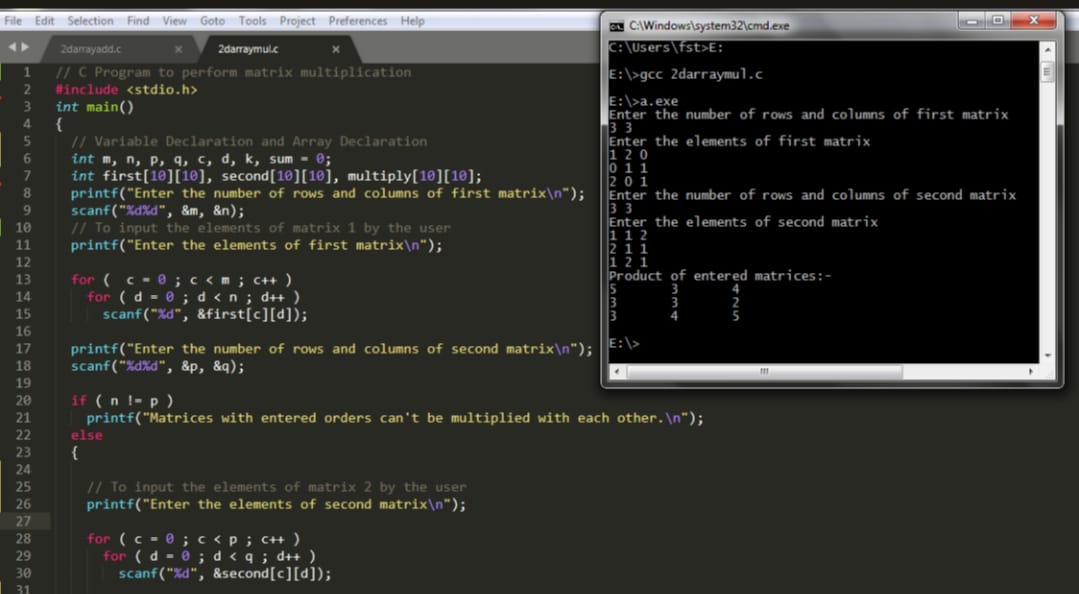 File Edit Selection Find View Goto Tools Project Preferences Help
2darrayadd.c × 2darraymul.c ×
1 // C Program to perform matrix multiplication
2 #include <stdio.h>
3 int main()
4 {
5 // Variable Declaration and Array Declaration
6 int m, n, p, q, c, d, k, sum = 0;
7 int first[10][10], second[10][10], multiply[10][10];
8 printf("Enter the number of rows and columns of first matrix\n");
9 scanf("%d%d", &m, &n);
10 // To input the elements of matrix 1 by the user
11 printf("Enter the elements of first matrix\n");
12
13 for ( c = 0 ; c < m ; c++ )
14 for ( d = 0 ; d < n ; d++ )
15 scanf("%d", &first[c][d]);
16
17 printf("Enter the number of rows and columns of second matrix\n");
18 scanf("%d%d", &p, &q);
19
20 if ( n != p )
21 printf("Matrices with entered orders can't be multiplied with each other.\n");
22 else
23 {
24
25 // To input the elements of matrix 2 by the user
26 printf("Enter the elements of second matrix\n");
27
28 for ( c = 0 ; c < p ; c++ )
29 for ( d = 0 ; d < q ; d++ )
30 scanf("%d", &second[c][d]);
31
C:\Windows\system32\cmd.exe
C:\Users\fst>E:
E:\>gcc 2darraymul.c
E:\>a.exe
Enter the number of rows and columns of first matrix
3 3
Enter the elements of first matrix
1 2 0
0 1 1
2 0 1
Enter the number of rows and columns of second matrix
3 3
Enter the elements of second matrix
1 1 2
2 1 1
1 2 1
Product of entered matrices:-
5 3 4
3 3 2
3 4 5
E:\>